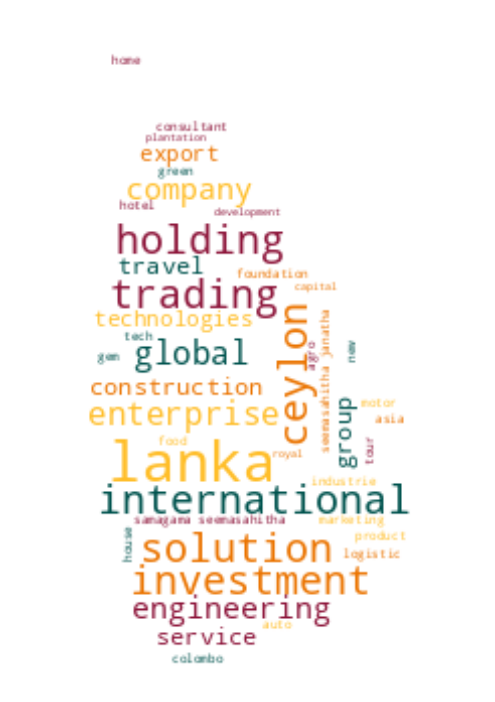 home
consultant
plantation
export
green
company
hotel
development
holding
travel
foundation
trading
capital
technologies
ceylon
seemasahitha janatha
agro
new
tech
global
gem
construction
enterprise
group
motor
asia
tour
food
lanka
royal
industrie
international
samagama seemasahitha
marketing
house
product
solution
logistic
investment
engineering
auto
service
colombo